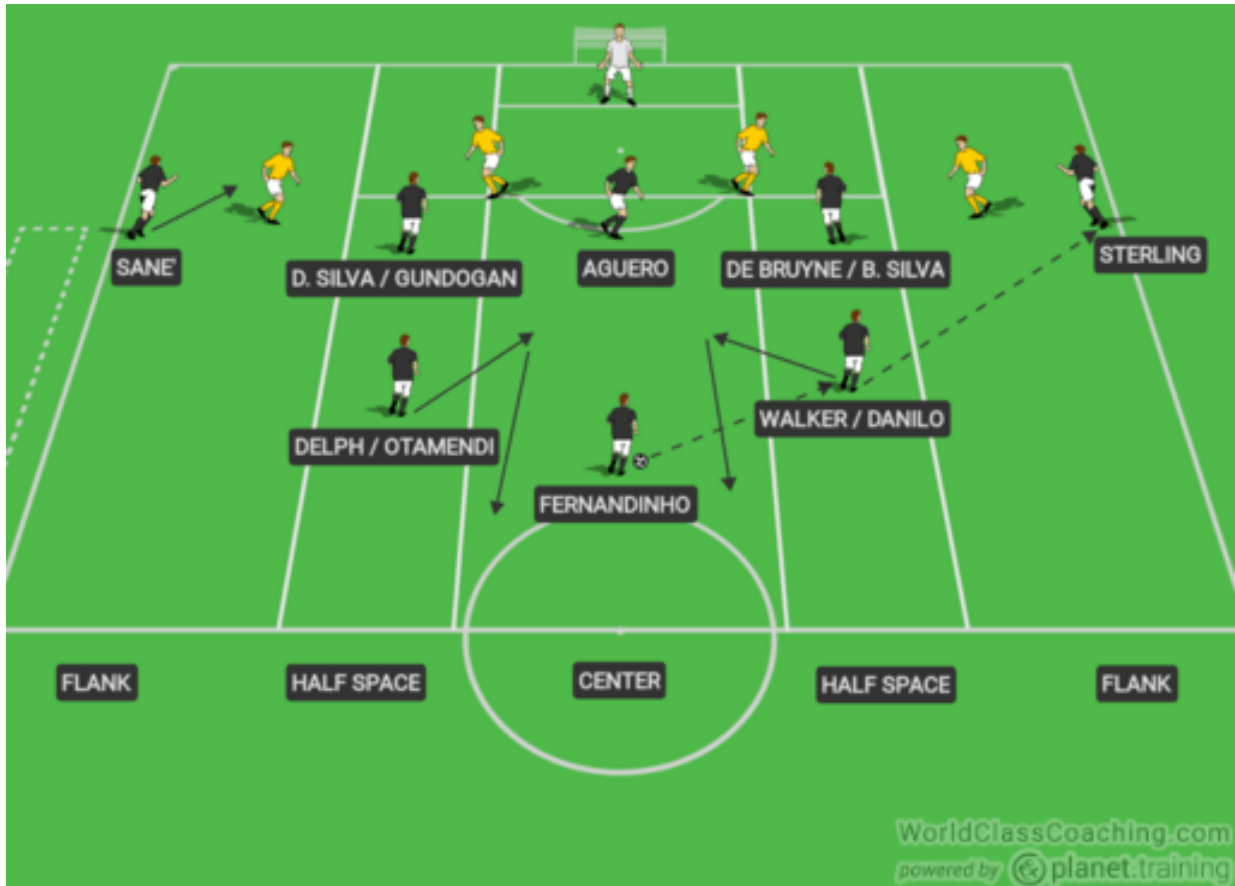 SANE'
D. SILVA / GUNDOGAN
AGUERO
DE BRUYNE / B. SILVA
STERLING
DELPH / OTAMENDI
WALKER / DANILO
FERNANDINHO
FLANK
HALF SPACE
CENTER
HALF SPACE
FLANK
WorldClassCoaching.com
powered by planet.training